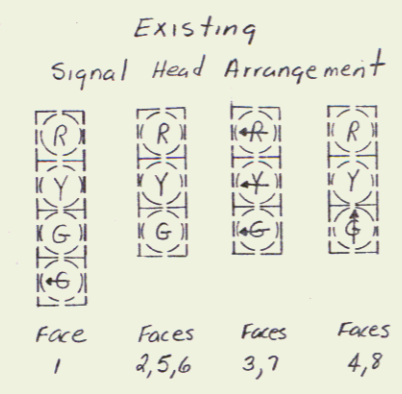 Existing
Signal Head Arrangement
R R R R
Y Y Y Y
G G G G
G
Face Faces Faces Faces
1 2,5,6 3,7 4,8